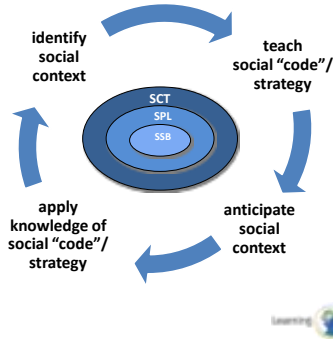 identify
social
context
teach
social “code”/
strategy
SCT
SPL
SSB
apply
knowledge of
social “code”/
strategy
anticipate
social
context
Learning